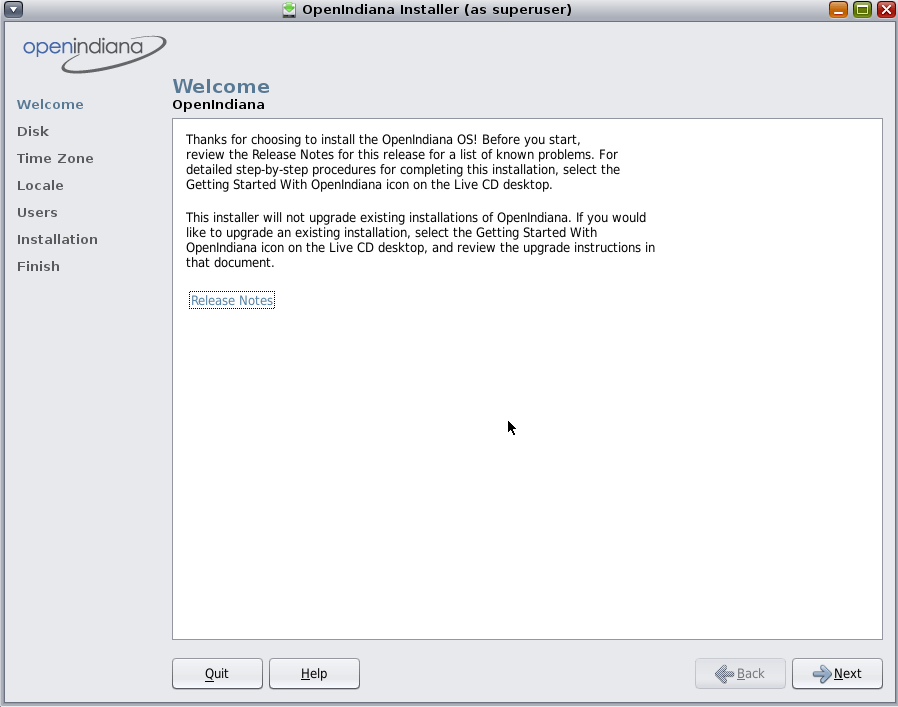 OpenIndiana Installer (as superuser)
openindiana
Welcome
Disk
Time Zone
Locale
Users
Installation
Finish
Welcome
OpenIndiana
Thanks for choosing to install the OpenIndiana OS! Before you start,
review the Release Notes for this release for a list of known problems. For
detailed step-by-step procedures for completing this installation, select the
Getting Started With OpenIndiana icon on the Live CD desktop.
This installer will not upgrade existing installations of OpenIndiana. If you would
like to upgrade an existing installation, select the Getting Started With
OpenIndiana icon on the Live CD desktop, and review the upgrade instructions in
that document.
Release Notes
Quit
Help
Back
Next